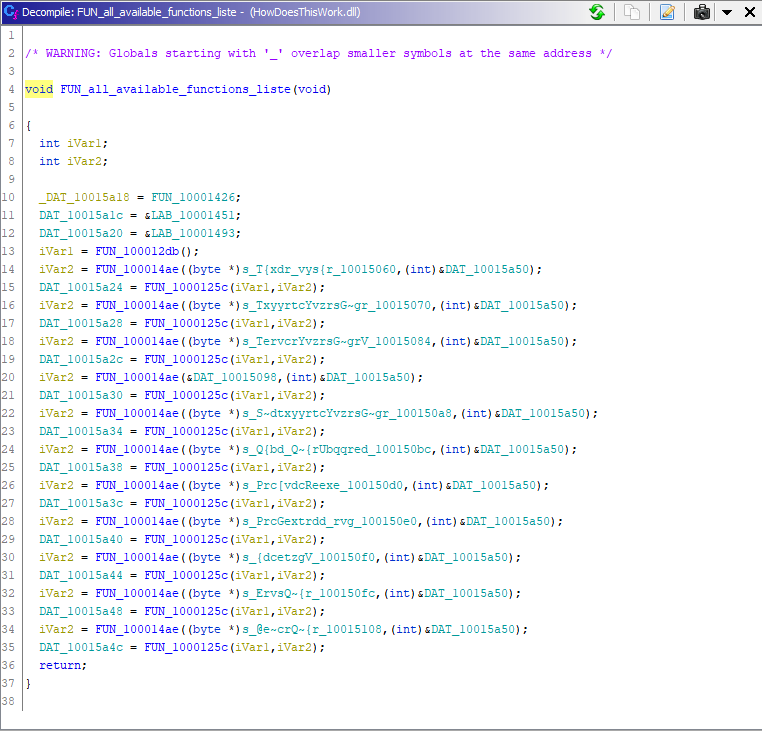 Decompile: FUN_all_available_functions_liste - (HowDoesThisWork.dll)
1
2 /* WARNING: Globals starting with '_' overlap smaller symbols at the same address */
3
4 void FUN_all_available_functions_liste(void)
5
6 {
7 int iVar1;
8 int iVar2;
9
10 _DAT_10015a18 = FUN_10001426;
11 DAT_10015a1c = &LAB_10001451;
12 DAT_10015a20 = &LAB_10001493;
13 iVar1 = FUN_100012db();
14 iVar2 = FUN_100014ae((byte *)s_T{xdr_vys{r_10015060,(int)&DAT_10015a50);
15 DAT_10015a24 = FUN_1000125c(iVar1,iVar2);
16 iVar2 = FUN_100014ae((byte *)s_TxyyrtcYvzrsG~gr_10015070,(int)&DAT_10015a50);
17 DAT_10015a28 = FUN_1000125c(iVar1,iVar2);
18 iVar2 = FUN_100014ae((byte *)s_TervcrYvzrsG~grV_10015084,(int)&DAT_10015a50);
19 DAT_10015a2c = FUN_1000125c(iVar1,iVar2);
20 iVar2 = FUN_100014ae(&DAT_10015098,(int)&DAT_10015a50);
21 DAT_10015a30 = FUN_1000125c(iVar1,iVar2);
22 iVar2 = FUN_100014ae((byte *)s_S~dtxyyrtcYvzrsG~gr_100150a8,(int)&DAT_10015a50);
23 DAT_10015a34 = FUN_1000125c(iVar1,iVar2);
24 iVar2 = FUN_100014ae((byte *)s_Q{bd_Q~{rUbqqred_100150bc,(int)&DAT_10015a50);
25 DAT_10015a38 = FUN_1000125c(iVar1,iVar2);
26 iVar2 = FUN_100014ae((byte *)s_Prc[vdcReexe_100150d0,(int)&DAT_10015a50);
27 DAT_10015a3c = FUN_1000125c(iVar1,iVar2);
28 iVar2 = FUN_100014ae((byte *)s_PrcGextrdd_rvg_100150e0,(int)&DAT_10015a50);
29 DAT_10015a40 = FUN_1000125c(iVar1,iVar2);
30 iVar2 = FUN_100014ae((byte *)s_{dcetzgV_100150f0,(int)&DAT_10015a50);
31 DAT_10015a44 = FUN_1000125c(iVar1,iVar2);
32 iVar2 = FUN_100014ae((byte *)s_ErvsQ~{r_100150fc,(int)&DAT_10015a50);
33 DAT_10015a48 = FUN_1000125c(iVar1,iVar2);
34 iVar2 = FUN_100014ae((byte *)s_@e~crQ~{r_10015108,(int)&DAT_10015a50);
35 DAT_10015a4c = FUN_1000125c(iVar1,iVar2);
36 return;
37 }
38